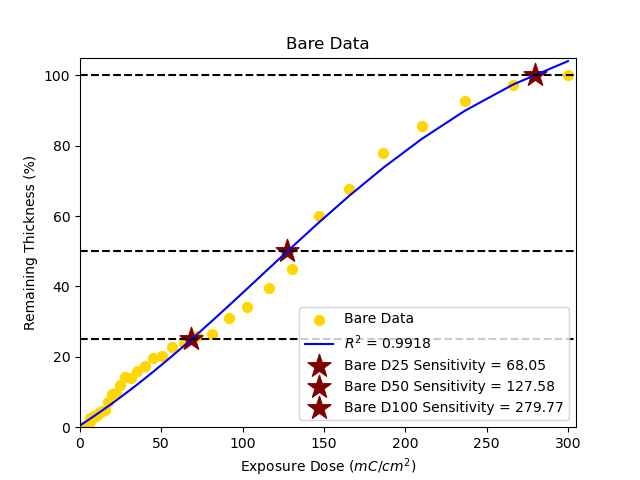 Bare Data
100
80
60
40
20
0
Remaining Thickness (%)
0 50 100 150 200 250 300
Exposure Dose (mC/cm²)
Bare Data
R² = 0.9918
Bare D25 Sensitivity = 68.05
Bare D50 Sensitivity = 127.58
Bare D100 Sensitivity = 279.77